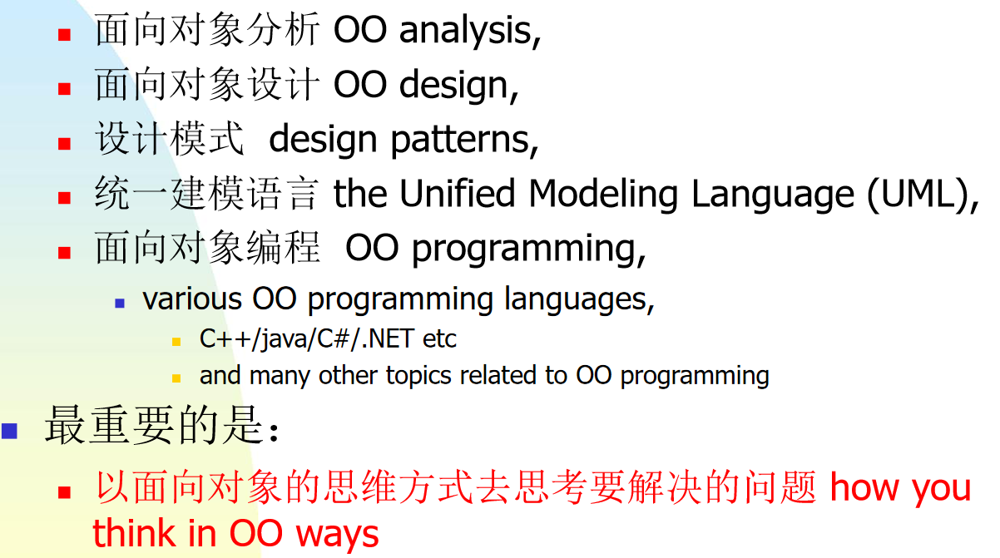 面向对象分析 OO analysis,
面向对象设计 OO design,
设计模式 design patterns,
统一建模语言 the Unified Modeling Language (UML),
面向对象编程 OO programming,
various OO programming languages,
C++/java/C#/.NET etc
and many other topics related to OO programming
最重要的是：
以面向对象的思维方式去思考要解决的问题 how you
think in OO ways